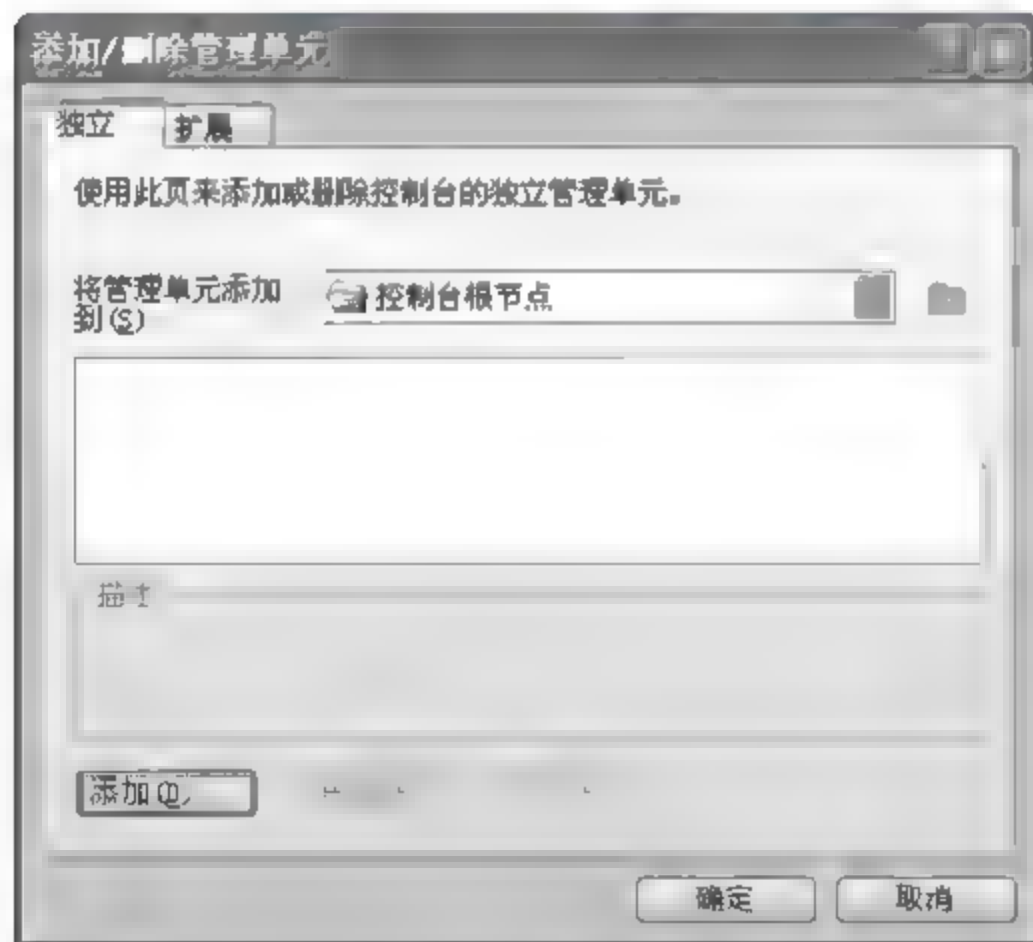 添加/删除管理单元
独立
扩展
使用此页来添加或删除控制台的独立管理单元。
将管理单元添加
到(S)
控制台根节点
添加
确定
取消